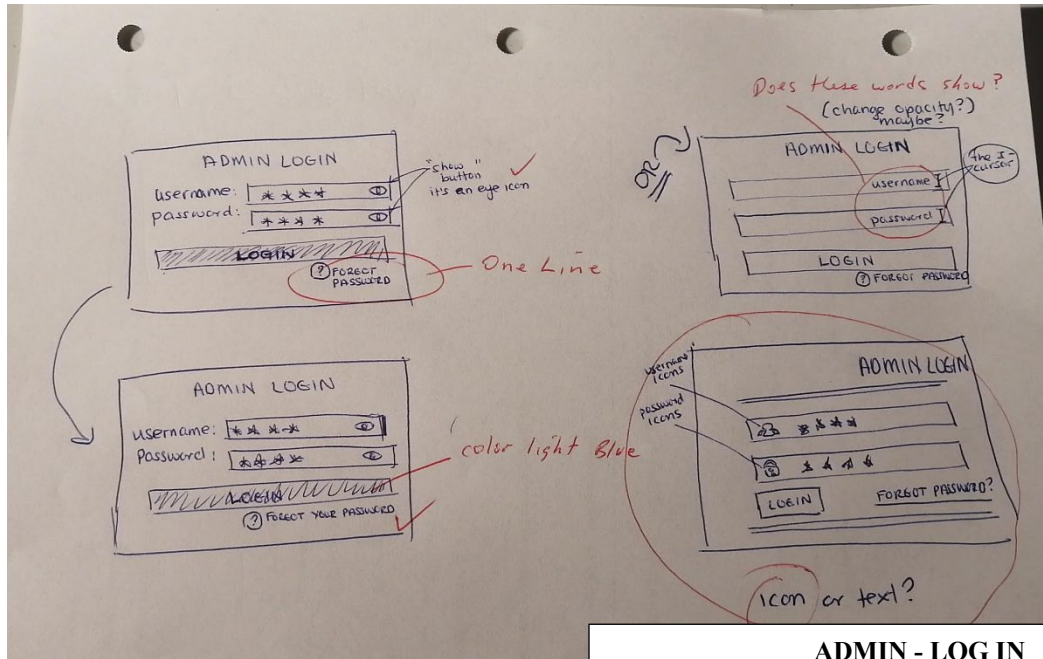 Does these words show?
(change opacity?)
maybe?
ADMIN LOGIN
username: ****
password: ****
LOGIN
? FORGOT
PASSWORD
"show"
button
it's an eye icon
One Line
OR
ADMIN LOGIN
username
password
the I-
cursor
LOGIN
? FORGOT PASSWORD
ADMIN LOGIN
username: ****
Password: ****
LOGIN
? FORGOT YOUR PASSWORD
color light Blue
ADMIN LOGIN
username
icons
password
icons
****
****
LOGIN
FORGOT PASSWORD?
icon or text?
ADMIN - LOG IN